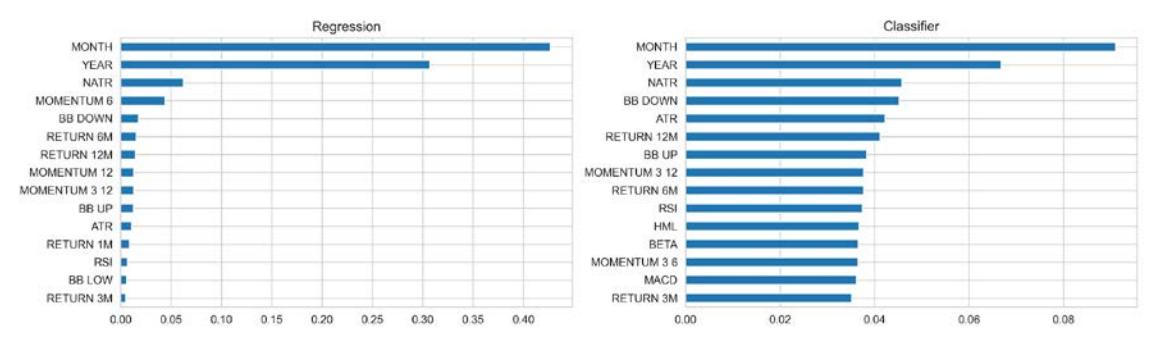 Regression
MONTH
YEAR
NATR
MOMENTUM 6
BB DOWN
RETURN 6M
RETURN 12M
MOMENTUM 12
MOMENTUM 3 12
BB UP
ATR
RETURN 1M
RSI
BB LOW
RETURN 3M
0.00 0.05 0.10 0.15 0.20 0.25 0.30 0.35 0.40
Classifier
MONTH
YEAR
NATR
BB DOWN
ATR
RETURN 12M
BB UP
MOMENTUM 3 12
RETURN 6M
RSI
HML
BETA
MOMENTUM 3 6
MACD
RETURN 3M
0.00 0.02 0.04 0.06 0.08